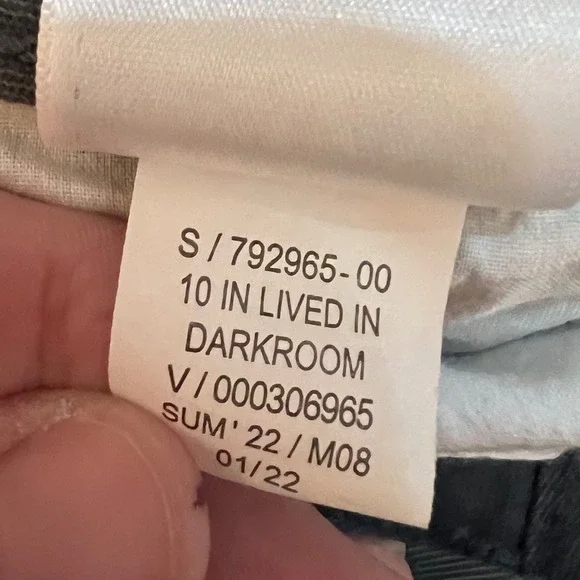 S / 792965-00
10 IN LIVED IN
DARKROOM
V / 000306965
SUM ' 22 / M08
01/22